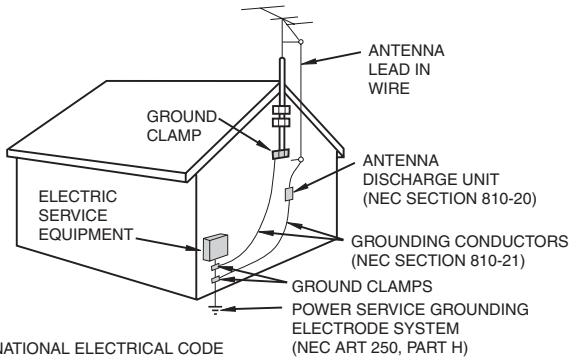 ANTENNA
LEAD IN
WIRE
GROUND
CLAMP
ANTENNA
DISCHARGE UNIT
(NEC SECTION 810-20)
ELECTRIC
SERVICE
EQUIPMENT
GROUNDING CONDUCTORS
(NEC SECTION 810-21)
GROUND CLAMPS
POWER SERVICE GROUNDING
ELECTRODE SYSTEM
(NEC ART 250, PART H)
NATIONAL ELECTRICAL CODE